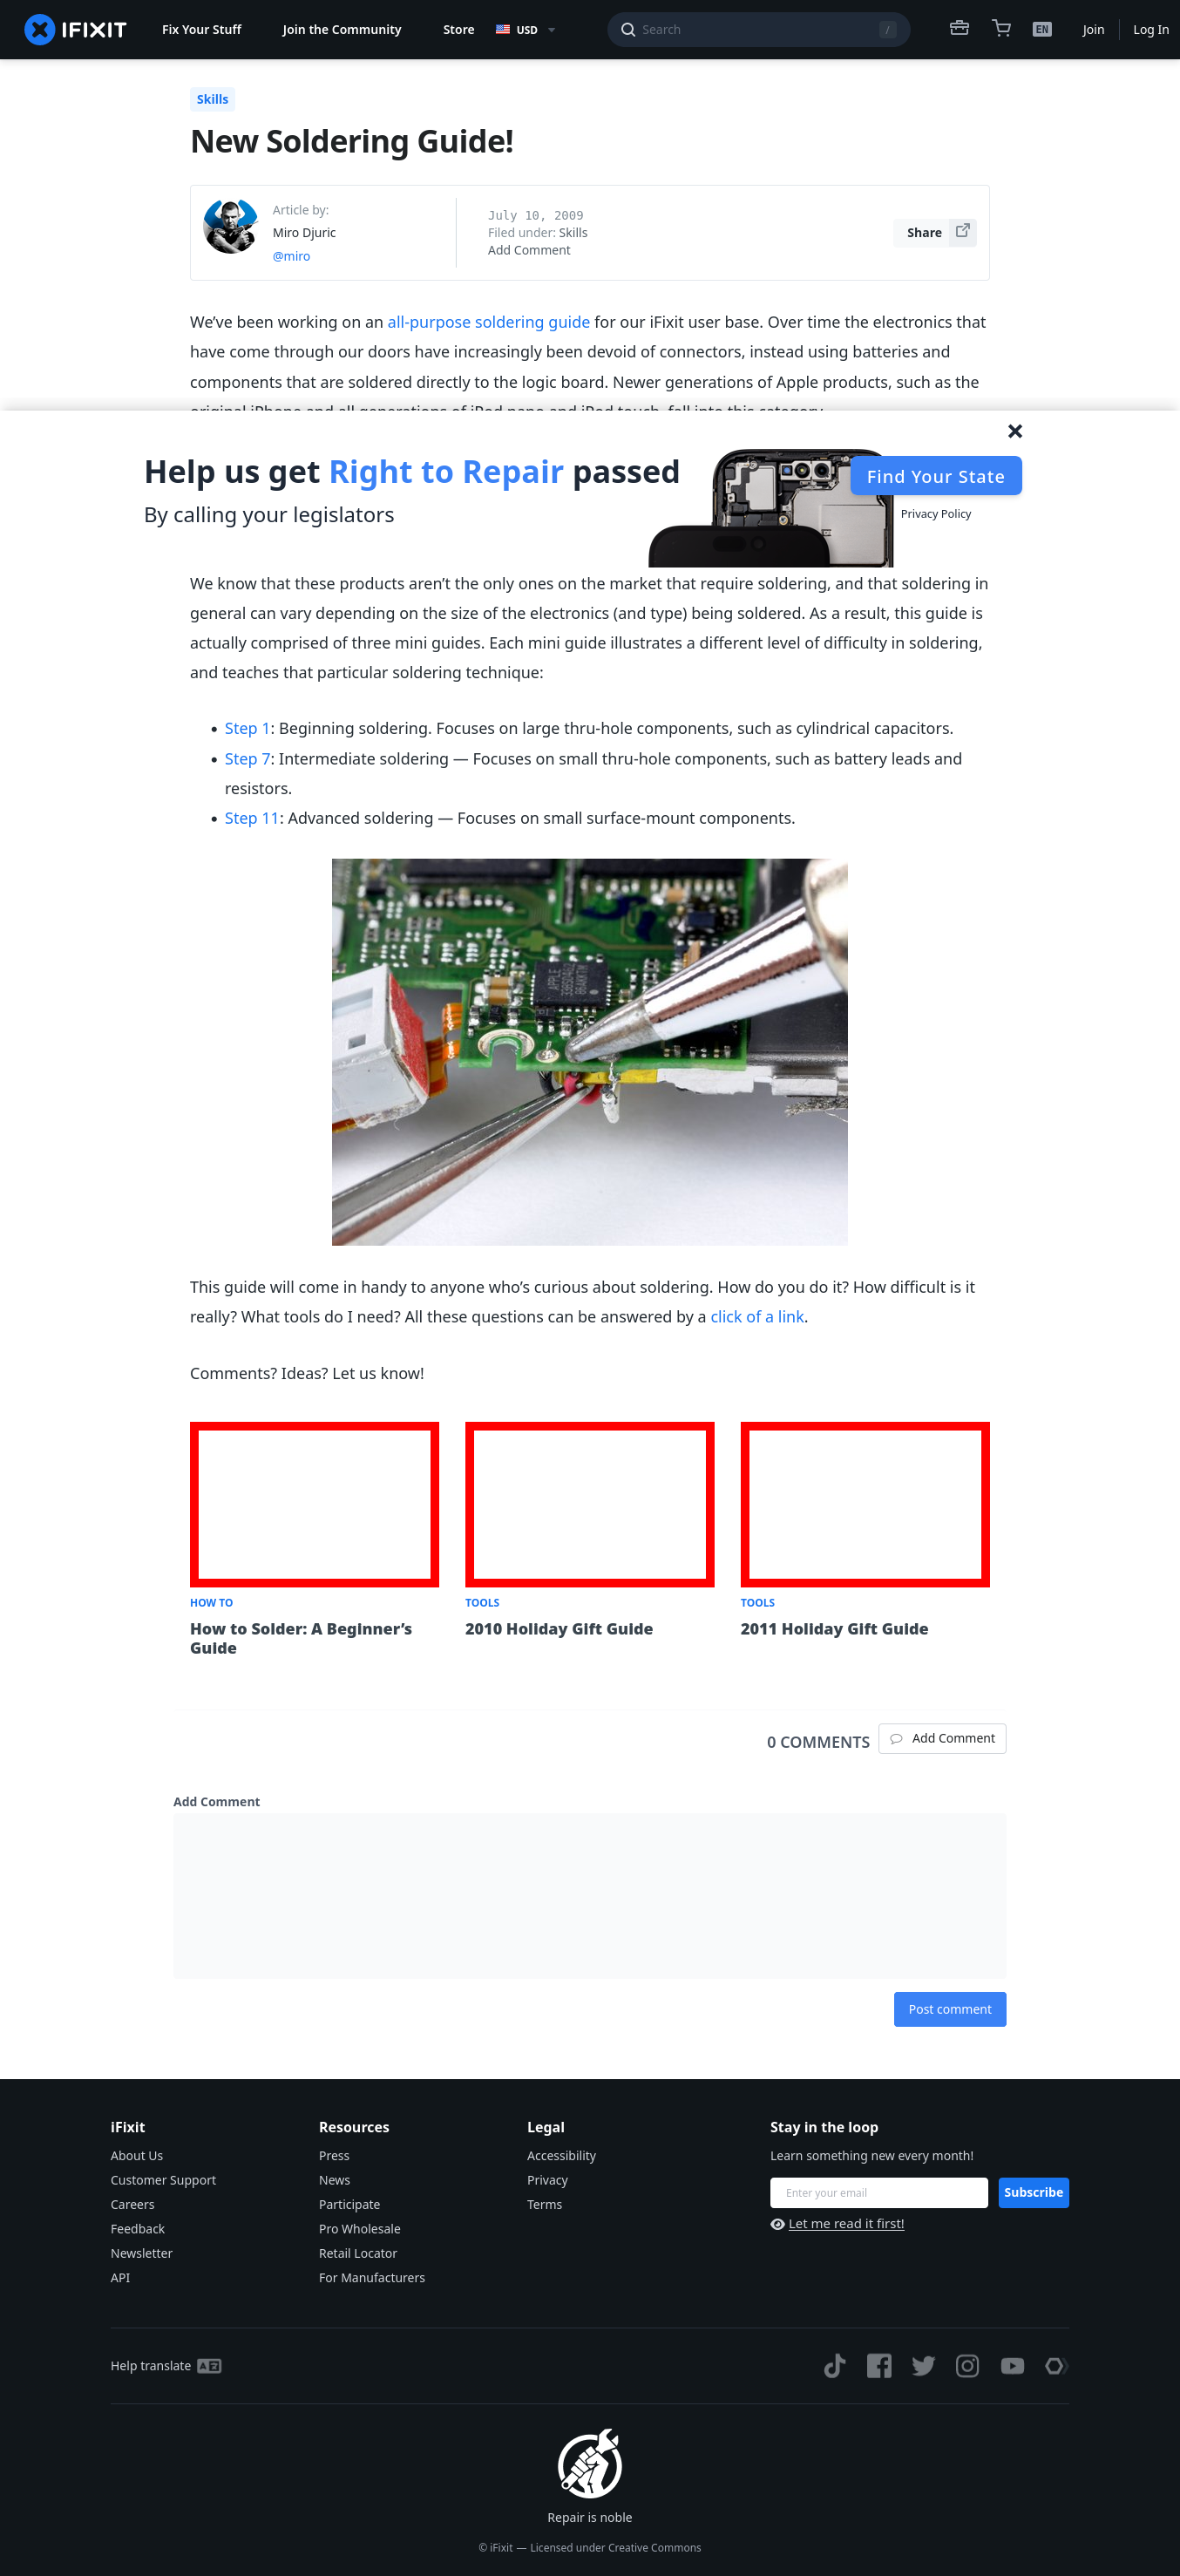 IFIXIT
Fix Your Stuff
Join the Community
Store
USD
Search
/
EN
Join
Log In
Skills
New Soldering Guide!
Article by:
Miro Djuric
@miro
July 10, 2009
Filed under: Skills
Add Comment
Share
We’ve been working on an all-purpose soldering guide for our iFixit user base. Over time the electronics that
have come through our doors have increasingly been devoid of connectors, instead using batteries and
components that are soldered directly to the logic board. Newer generations of Apple products, such as the
original iPhone and all generations of iPod nano and iPod touch, fall into this category.
Help us get Right to Repair passed
By calling your legislators
Find Your State
Privacy Policy
We know that these products aren’t the only ones on the market that require soldering, and that soldering in
general can vary depending on the size of the electronics (and type) being soldered. As a result, this guide is
actually comprised of three mini guides. Each mini guide illustrates a different level of difficulty in soldering,
and teaches that particular soldering technique:
Step 1: Beginning soldering. Focuses on large thru-hole components, such as cylindrical capacitors.
Step 7: Intermediate soldering — Focuses on small thru-hole components, such as battery leads and
resistors.
Step 11: Advanced soldering — Focuses on small surface-mount components.
APPLE
This guide will come in handy to anyone who’s curious about soldering. How do you do it? How difficult is it
really? What tools do I need? All these questions can be answered by a click of a link.
Comments? Ideas? Let us know!
HOW TO
How to Solder: A Beginner’s
Guide
TOOLS
2010 Holiday Gift Guide
TOOLS
2011 Holiday Gift Guide
0 COMMENTS
Add Comment
Add Comment
Post comment
iFixit
About Us
Customer Support
Careers
Feedback
Newsletter
API
Resources
Press
News
Participate
Pro Wholesale
Retail Locator
For Manufacturers
Legal
Accessibility
Privacy
Terms
Stay in the loop
Learn something new every month!
Enter your email
Subscribe
Let me read it first!
Help translate
Repair is noble
© iFixit — Licensed under Creative Commons